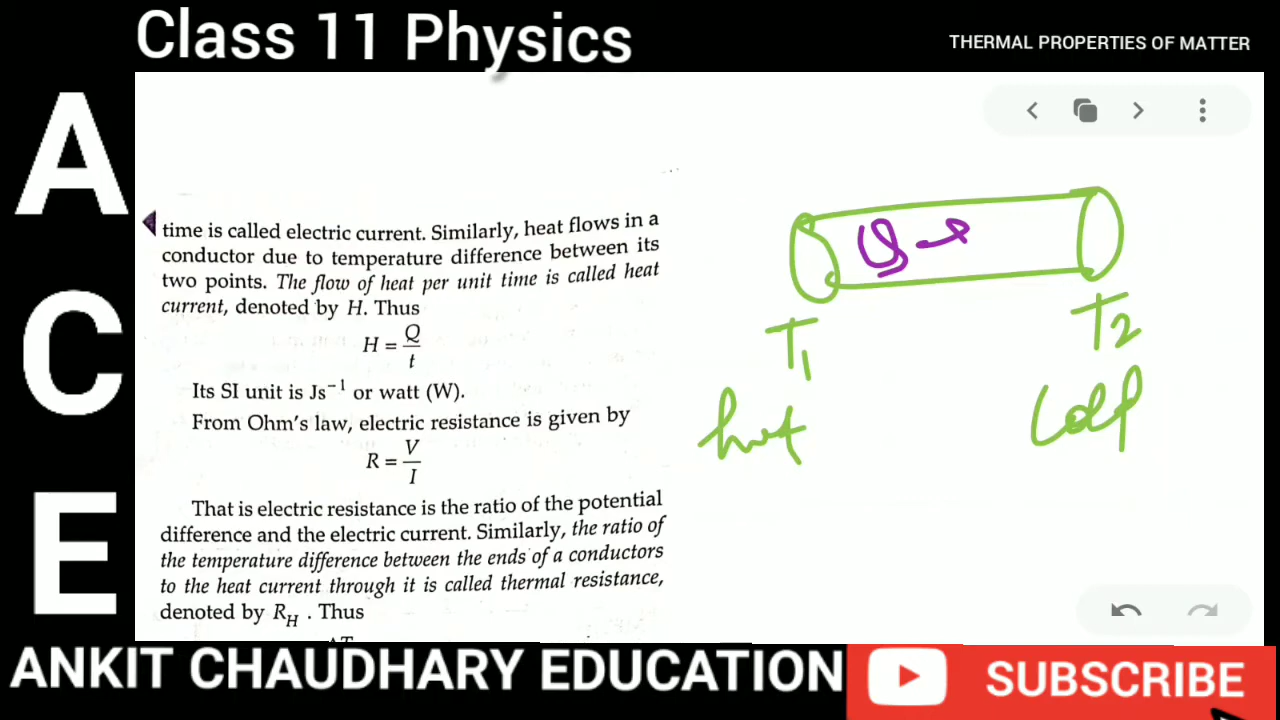 Class 11 Physics
THERMAL PROPERTIES OF MATTER
A
C
E
time is called electric current. Similarly, heat flows in a
conductor due to temperature difference between its
two points. The flow of heat per unit time is called heat
current, denoted by H. Thus
H = Q/t
Its SI unit is Js⁻¹ or watt (W).
From Ohm's law, electric resistance is given by
R = V/I
That is electric resistance is the ratio of the potential
difference and the electric current. Similarly, the ratio of
the temperature difference between the ends of a conductors
to the heat current through it is called thermal resistance,
denoted by R_H . Thus
Q
T₁
T₂
hot
Cold
ANKIT CHAUDHARY EDUCATION
SUBSCRIBE